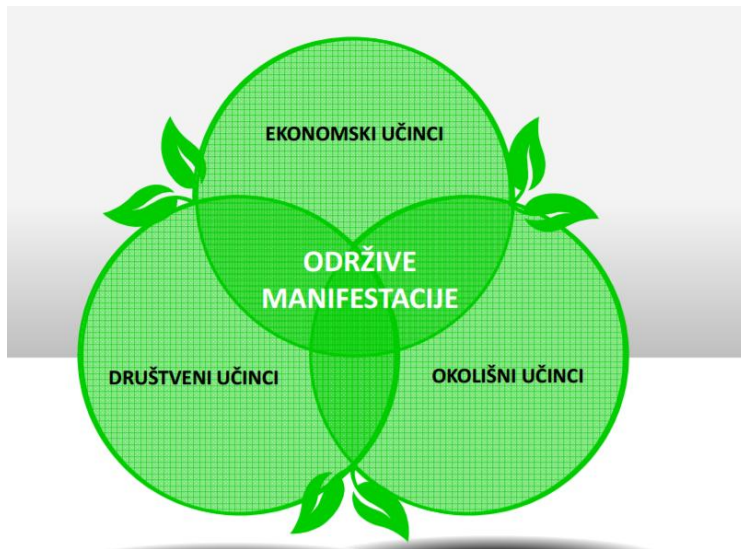 EKONOMSKI UČINCI
ODRŽIVE
MANIFESTACIJE
DRUŠTVENI UČINCI
OKOLIŠNI UČINCI